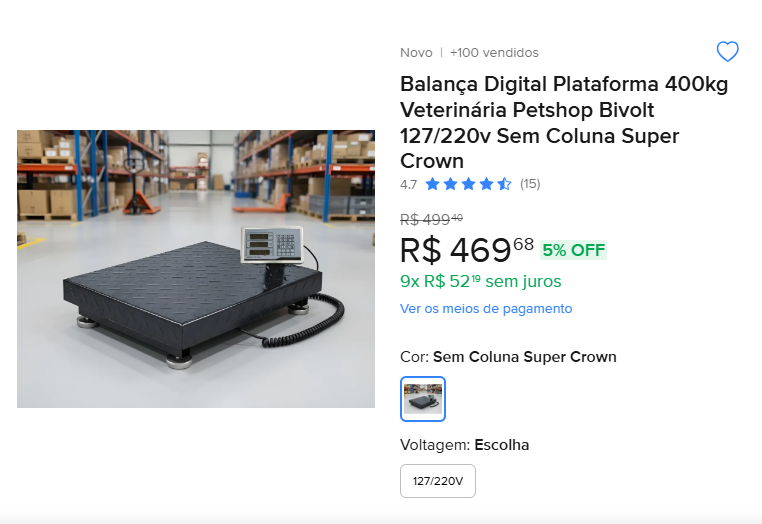 Novo | +100 vendidos
Balança Digital Plataforma 400kg
Veterinária Petshop Bivolt
127/220v Sem Coluna Super
Crown
4.7 (15)
R$ 499 40
R$ 469 68 5% OFF
9x R$ 52 19 sem juros
Ver os meios de pagamento
Cor: Sem Coluna Super Crown
Voltagem: Escolha
127/220V